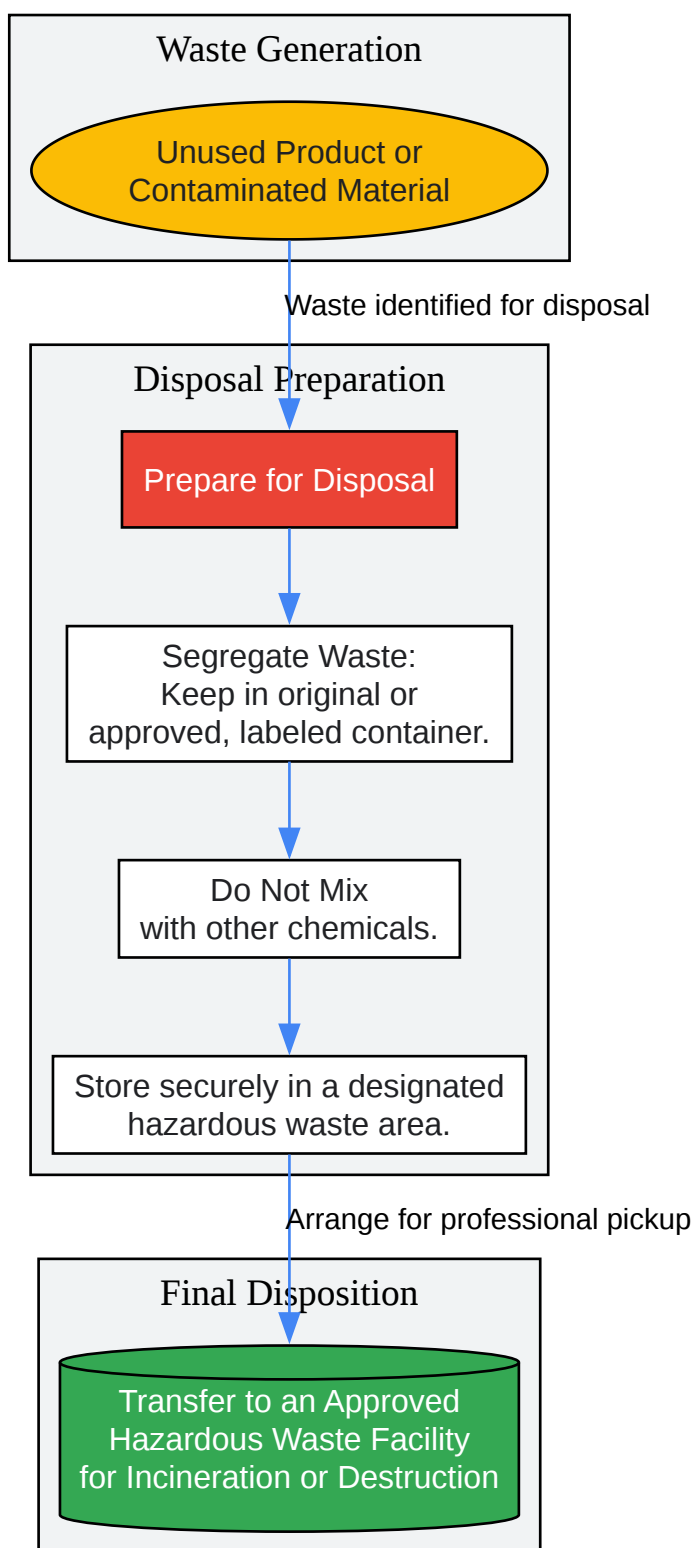 Waste Generation
Unused Product or
Contaminated Material
Waste identified for disposal
Disposal Preparation
Prepare for Disposal
Segregate Waste:
Keep in original or
approved, labeled container.
Do Not Mix
with other chemicals.
Store securely in a designated
hazardous waste area.
Arrange for professional pickup
Final Disposition
Transfer to an Approved
Hazardous Waste Facility
for Incineration or Destruction